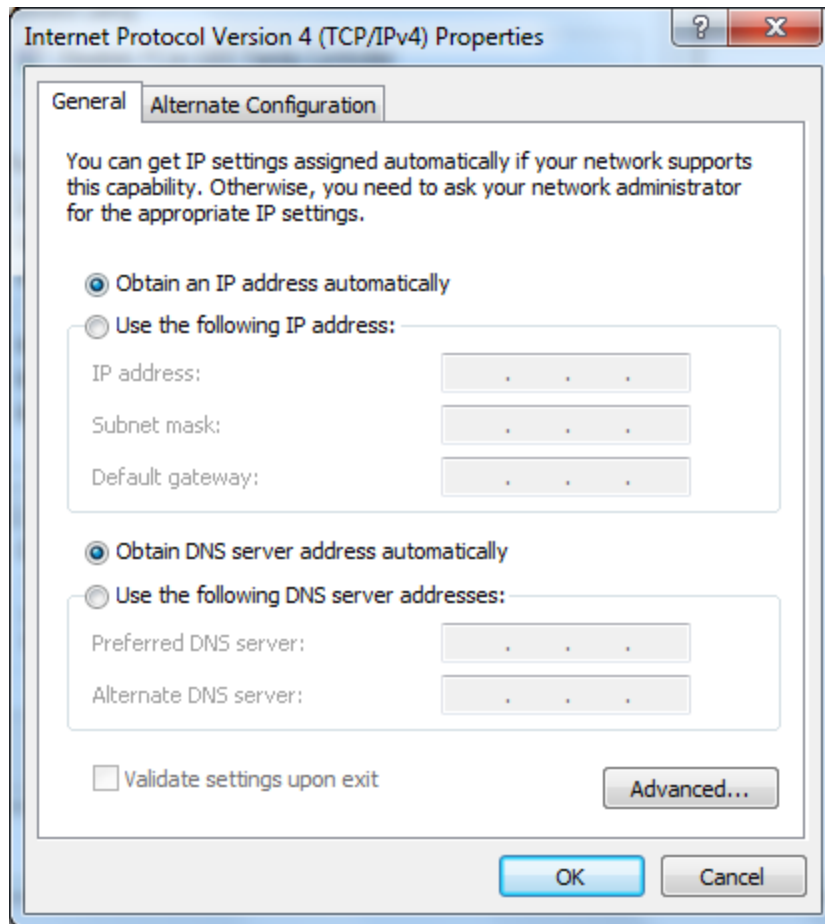 Internet Protocol Version 4 (TCP/IPv4) Properties
General
Alternate Configuration
You can get IP settings assigned automatically if your network supports
this capability. Otherwise, you need to ask your network administrator
for the appropriate IP settings.
Obtain an IP address automatically
Use the following IP address:
IP address:
Subnet mask:
Default gateway:
Obtain DNS server address automatically
Use the following DNS server addresses:
Preferred DNS server:
Alternate DNS server:
Validate settings upon exit
Advanced...
OK
Cancel